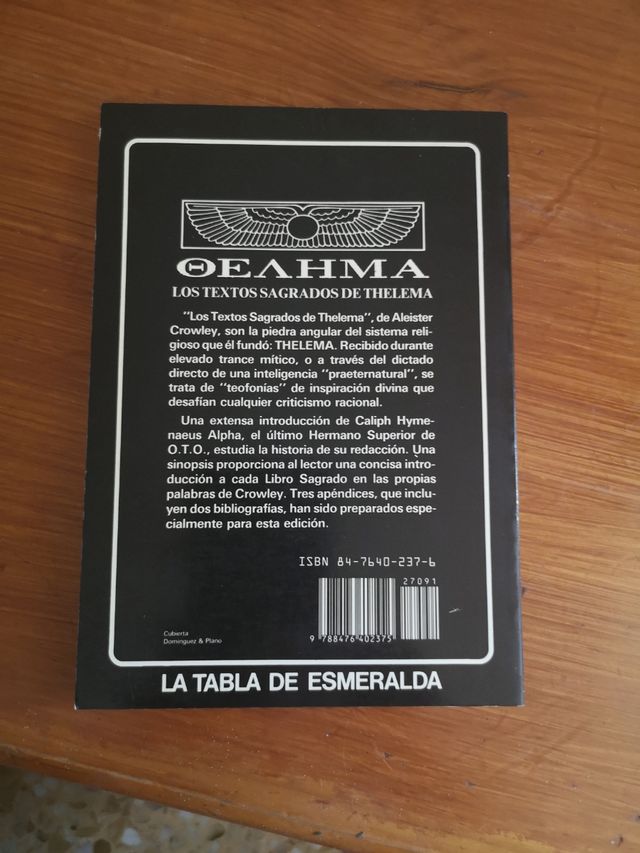 ΘΕΛΗΜΑ
LOS TEXTOS SAGRADOS DE THELEMA
"Los Textos Sagrados de Thelema", de Aleister
Crowley, son la piedra angular del sistema reli-
gioso que él fundó: THELEMA. Recibido durante
elevado trance mítico, o a través del dictado
directo de una inteligencia "praeternatural", se
trata de "teofonías" de inspiración divina que
desafían cualquier criticismo racional.
Una extensa introducción de Caliph Hyme-
naeus Alpha, el último Hermano Superior de
O.T.O., estudia la historia de su redacción. Una
sinopsis proporciona al lector una concisa intro-
ducción a cada Libro Sagrado en las propias
palabras de Crowley. Tres apéndices, que inclu-
yen dos bibliografías, han sido preparados espe-
cialmente para esta edición.
ISBN 84-7640-237-6
27091
9 788476 402375
Cubierta
Dominguez & Plano
LA TABLA DE ESMERALDA